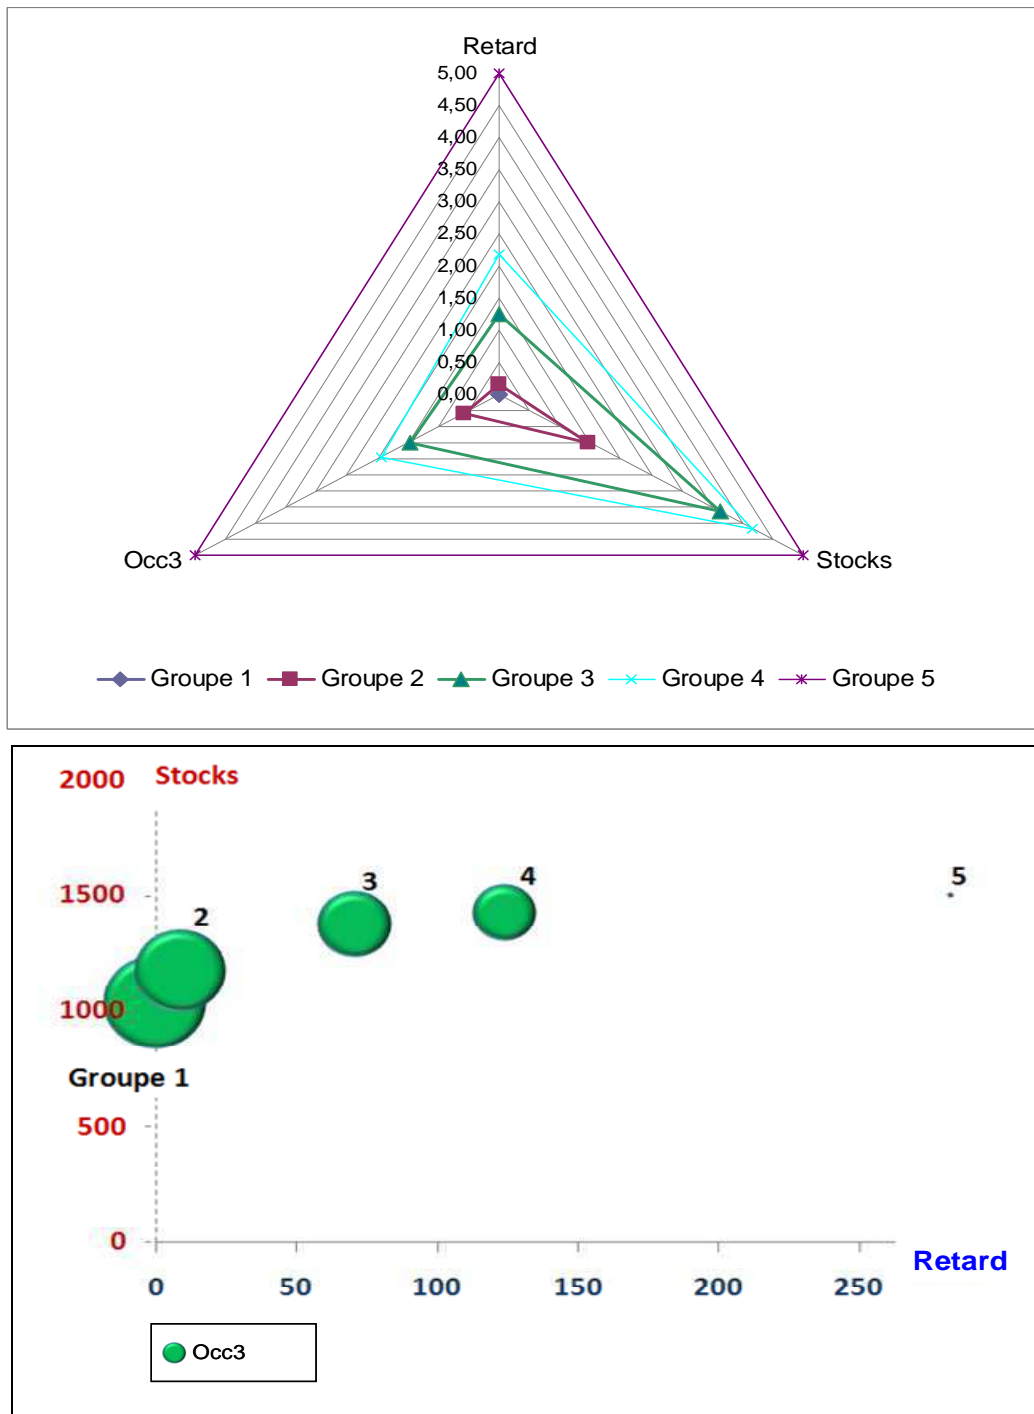 Retard
5,00
4,50
4,00
3,50
3,00
2,50
2,00
1,50
1,00
0,50
0,00
Occ3
Stocks
Groupe 1 Groupe 2 Groupe 3 Groupe 4 Groupe 5
2000 Stocks
1500
3
4
5
2
1000
Groupe 1
500
0
Retard
0 50 100 150 200 250
Occ3